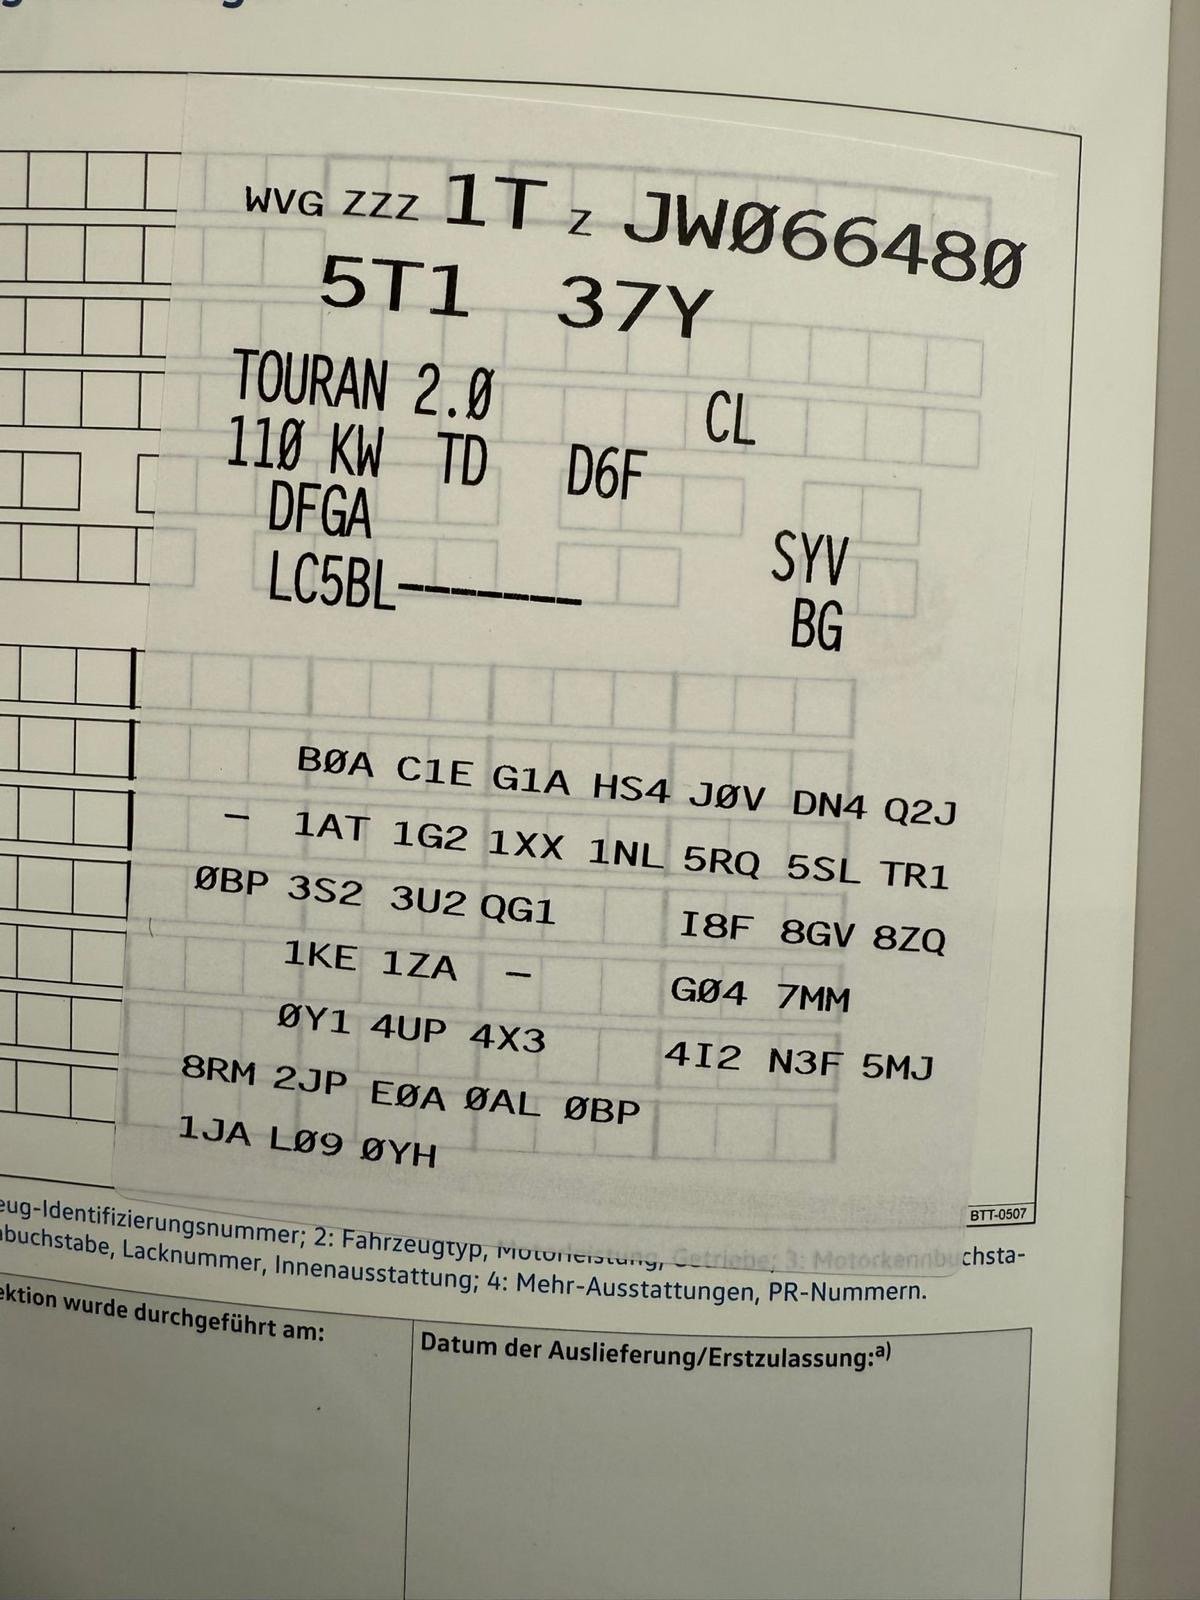 WVG ZZZ 1T Z JW066480
5T1 37Y
TOURAN 2.0 CL
110 KW TD D6F
DFGA SYV
LC5BL------- BG
B0A C1E G1A HS4 J0V DN4 Q2J
- 1AT 1G2 1XX 1NL 5RQ 5SL TR1
0BP 3S2 3U2 QG1 I8F 8GV 8ZQ
1KE 1ZA - G04 7MM
0Y1 4UP 4X3 4I2 N3F 5MJ
8RM 2JP E0A 0AL 0BP
1JA L09 0YH
BTT-0507
eug-Identifizierungsnummer; 2: Fahrzeugtyp, Motorleistung, Getriebe; 3: Motorkennbuchsta-
buchstabe, Lacknummer, Innenausstattung; 4: Mehr-Ausstattungen, PR-Nummern.
ektion wurde durchgeführt am:
Datum der Auslieferung/Erstzulassung:a)